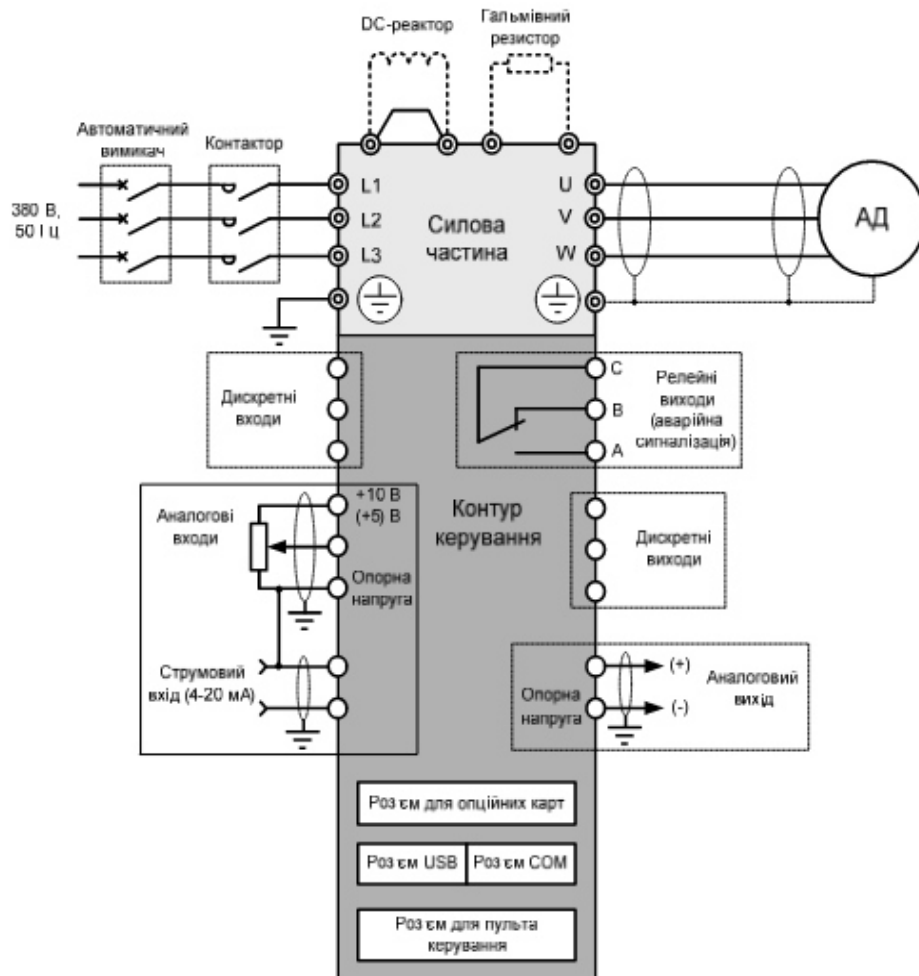 DC-реактор
Гальмівний
резистор
Автоматичний
вимикач
Контактор
380 В,
50 Гц
L1
L2
L3
Силова
частина
U
V
W
АД
Дискретні
входи
C
B
A
Релейні
виходи
(аварійна
сигналізація)
Аналогові
входи
+10 В
(+5) В
Опорна
напруга
Контур
керування
Дискретні
виходи
Струмовий
вхід (4-20 мА)
Опорна
напруга
(+)
(-)
Аналоговий
вихід
Роз єм для опційних карт
Роз єм USB
Роз єм COM
Роз єм для пульта
керування